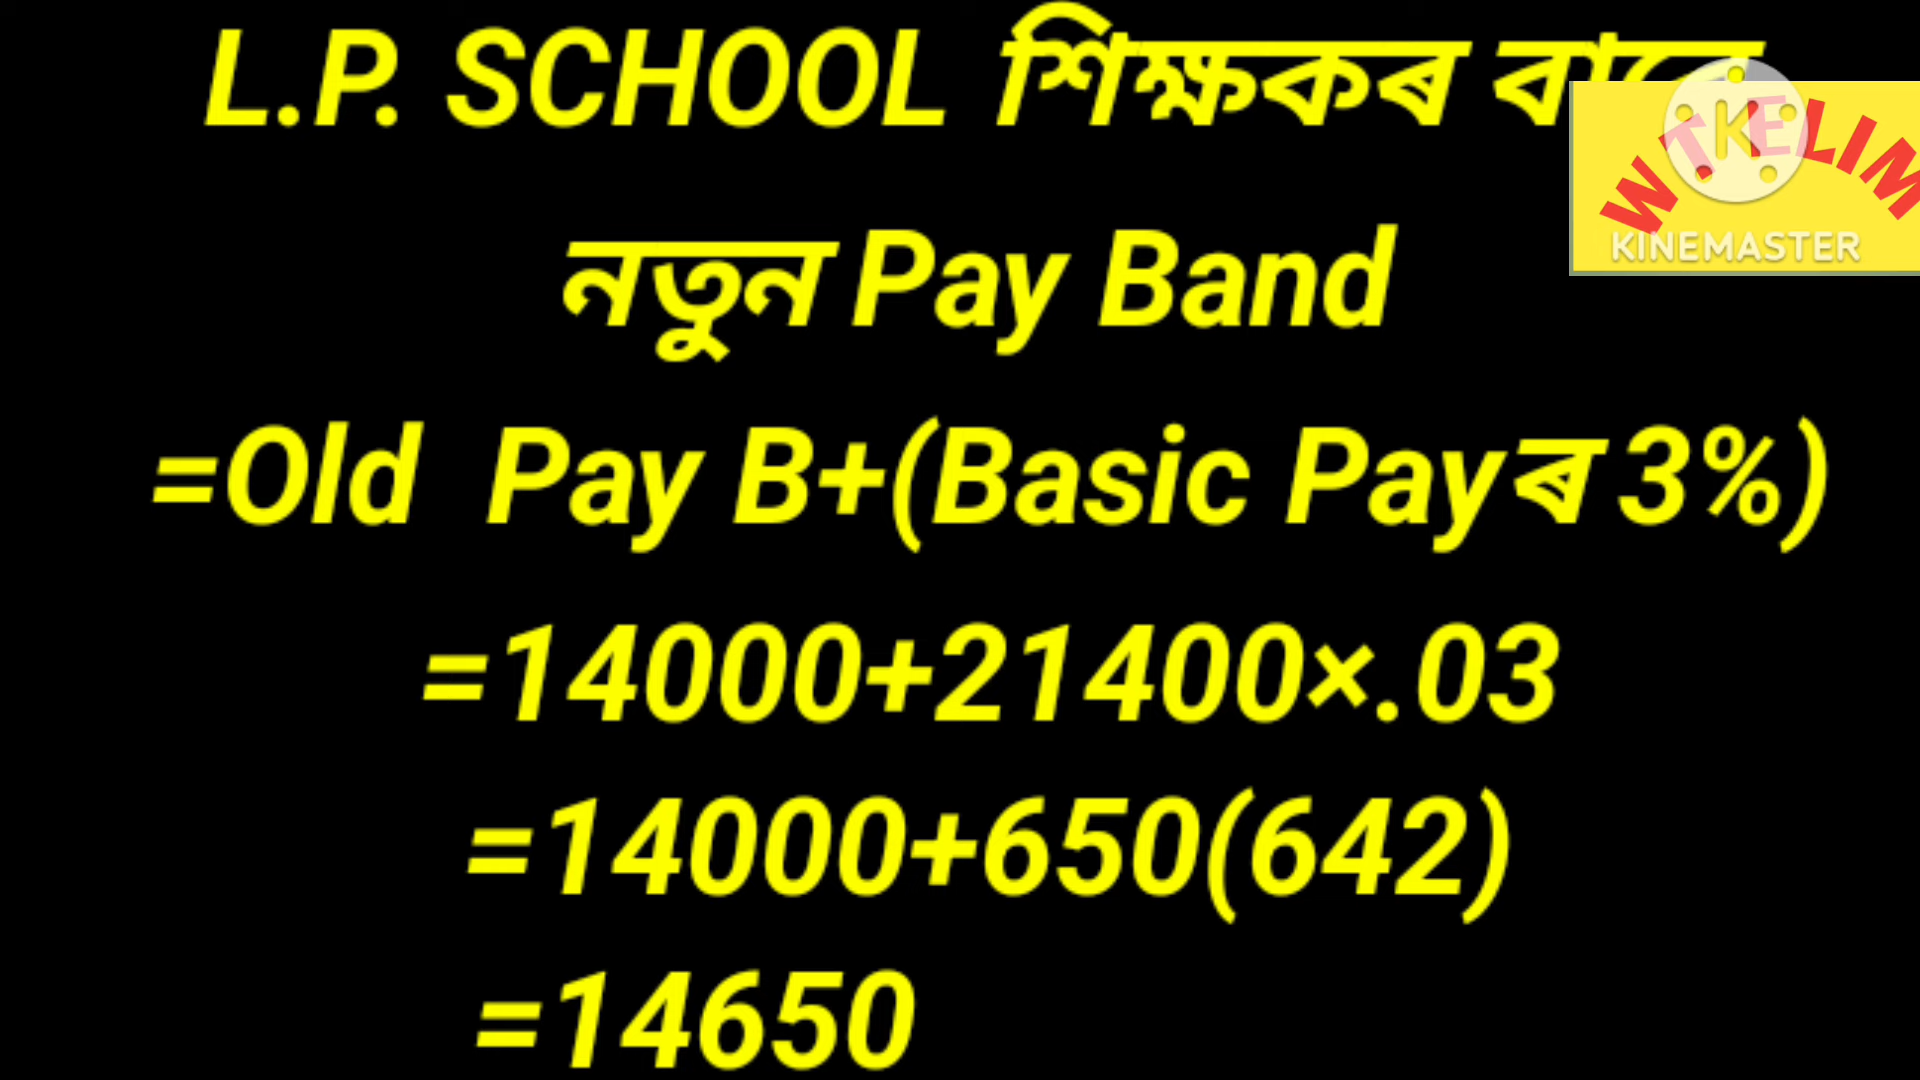 L.P. SCHOOL শিক্ষকৰ বাবে
WT ELIM
KINEMASTER
নতুন Pay Band
=Old Pay B+(Basic Payৰ 3%)
=14000+21400×.03
=14000+650(642)
=14650